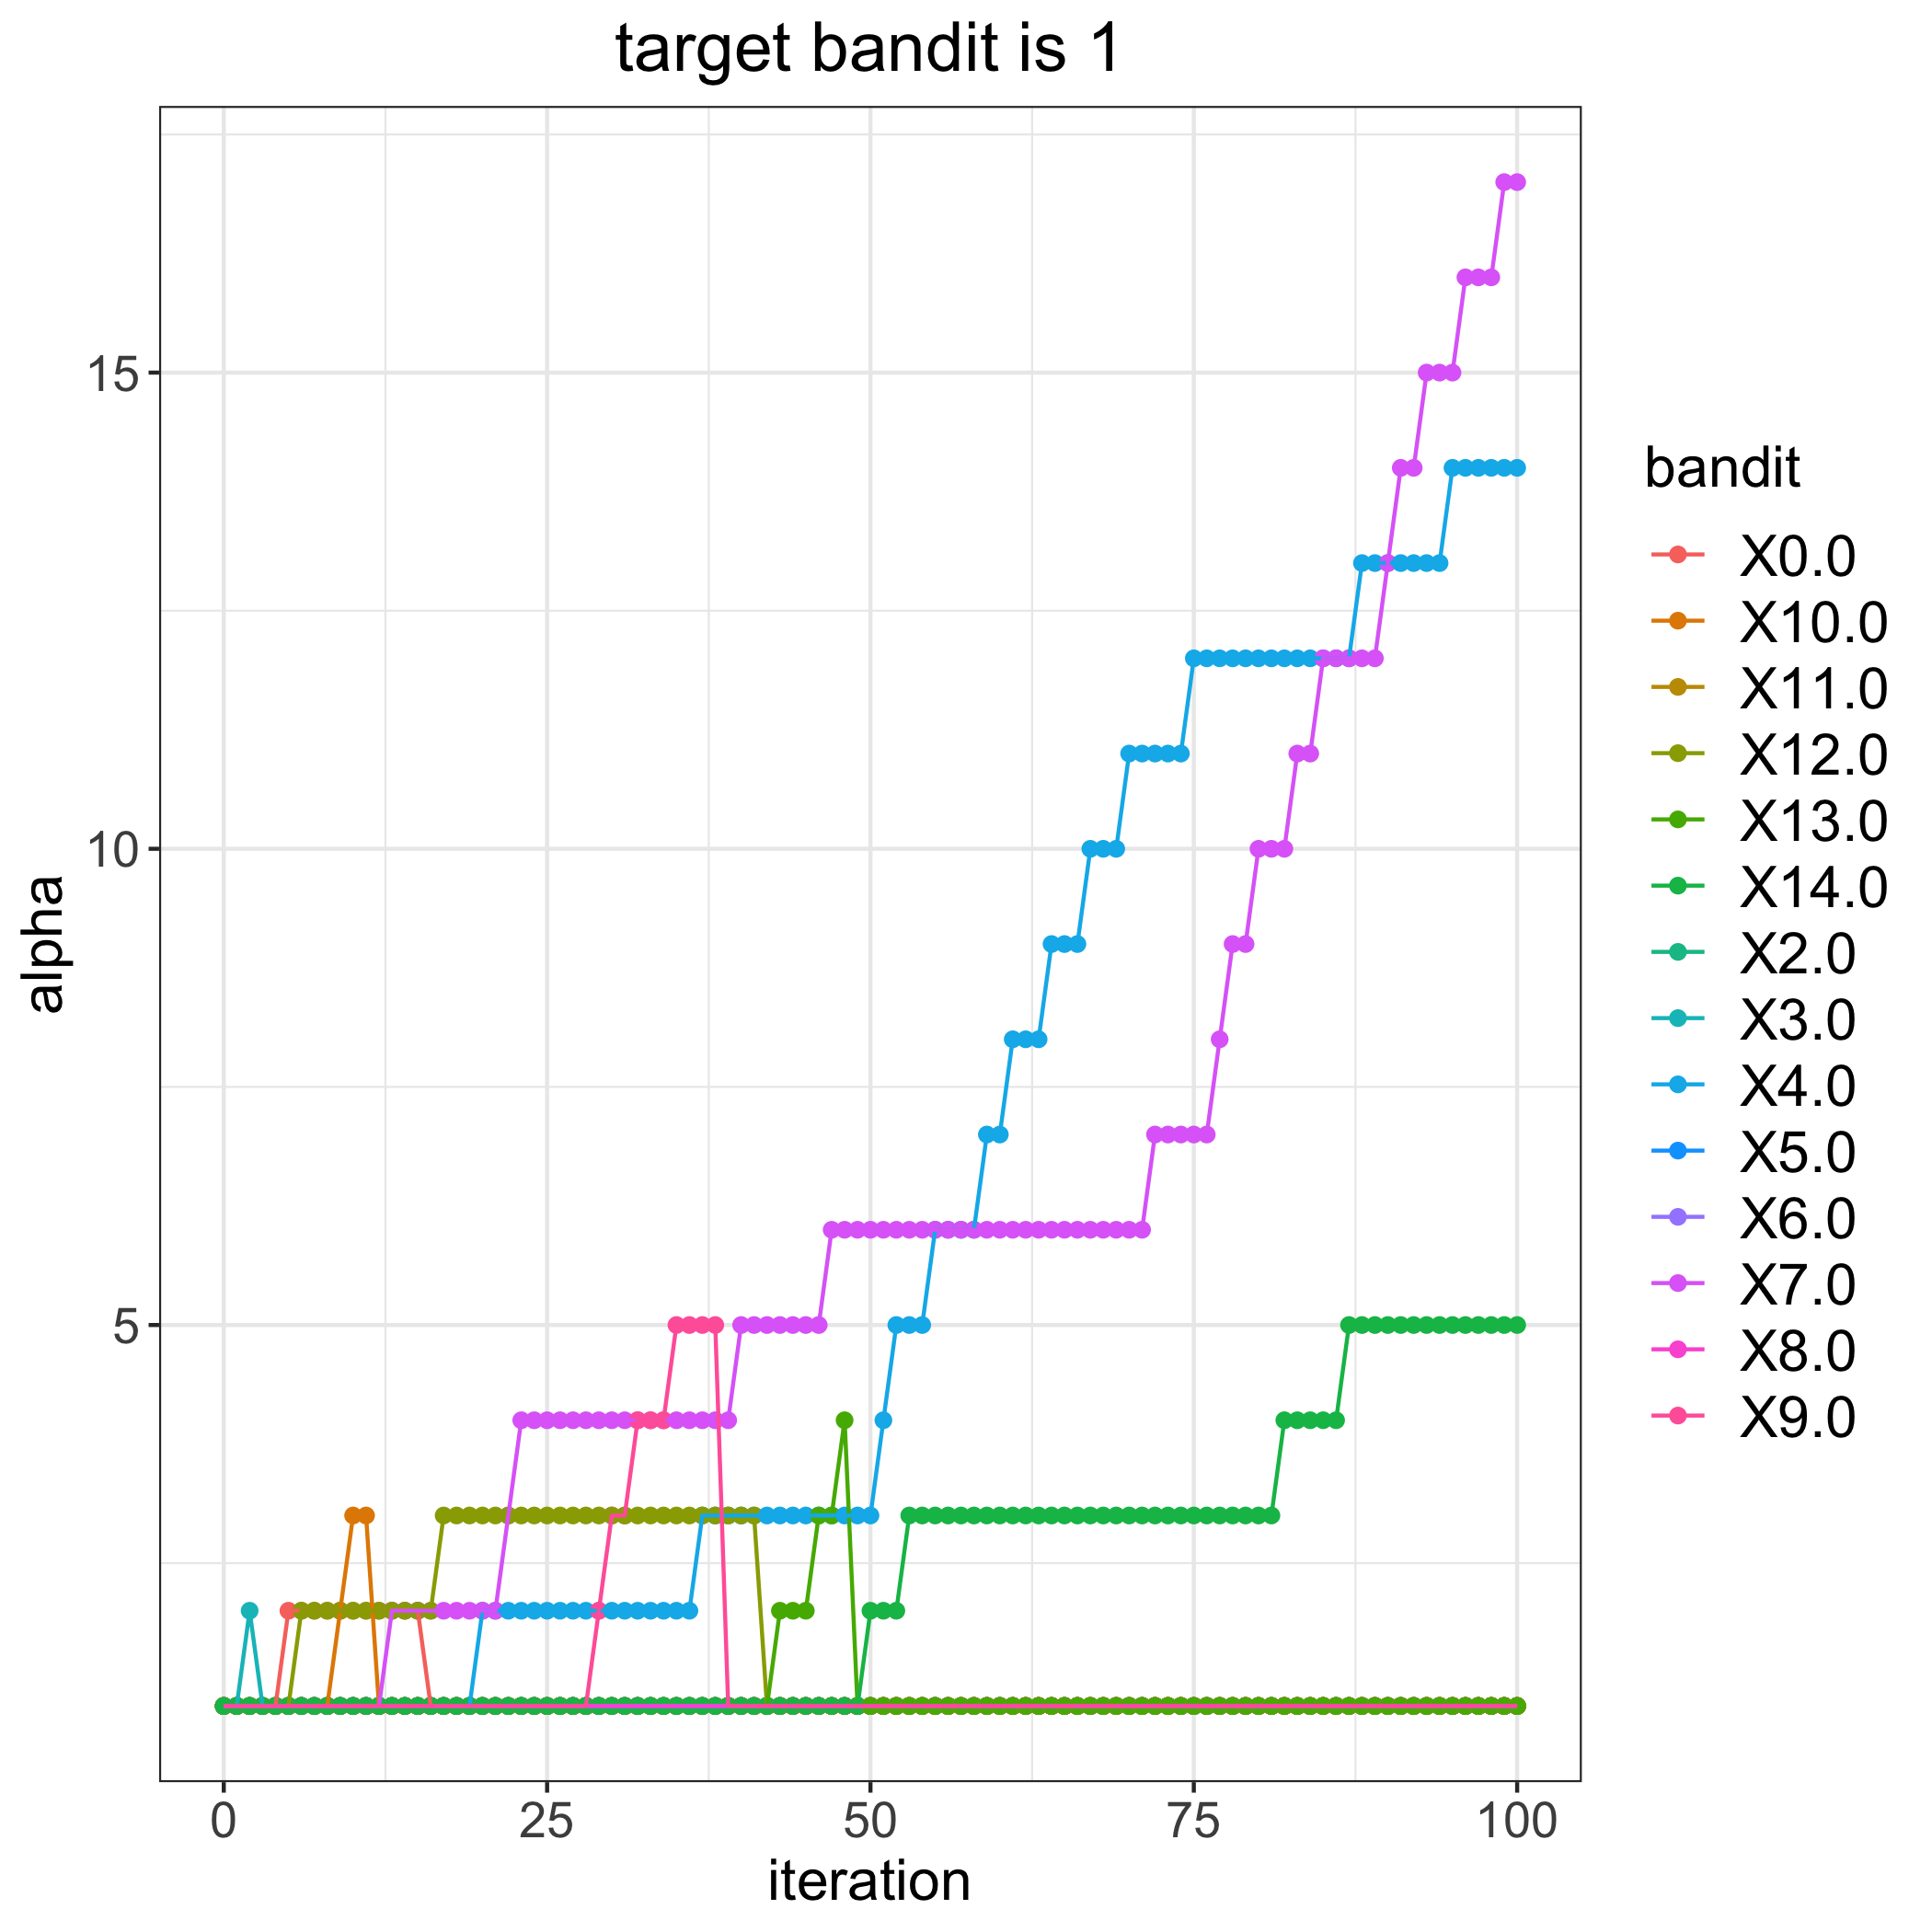 target bandit is 1
15
10
5
alpha
0 25 50 75 100
iteration
bandit
X0.0
X10.0
X11.0
X12.0
X13.0
X14.0
X2.0
X3.0
X4.0
X5.0
X6.0
X7.0
X8.0
X9.0